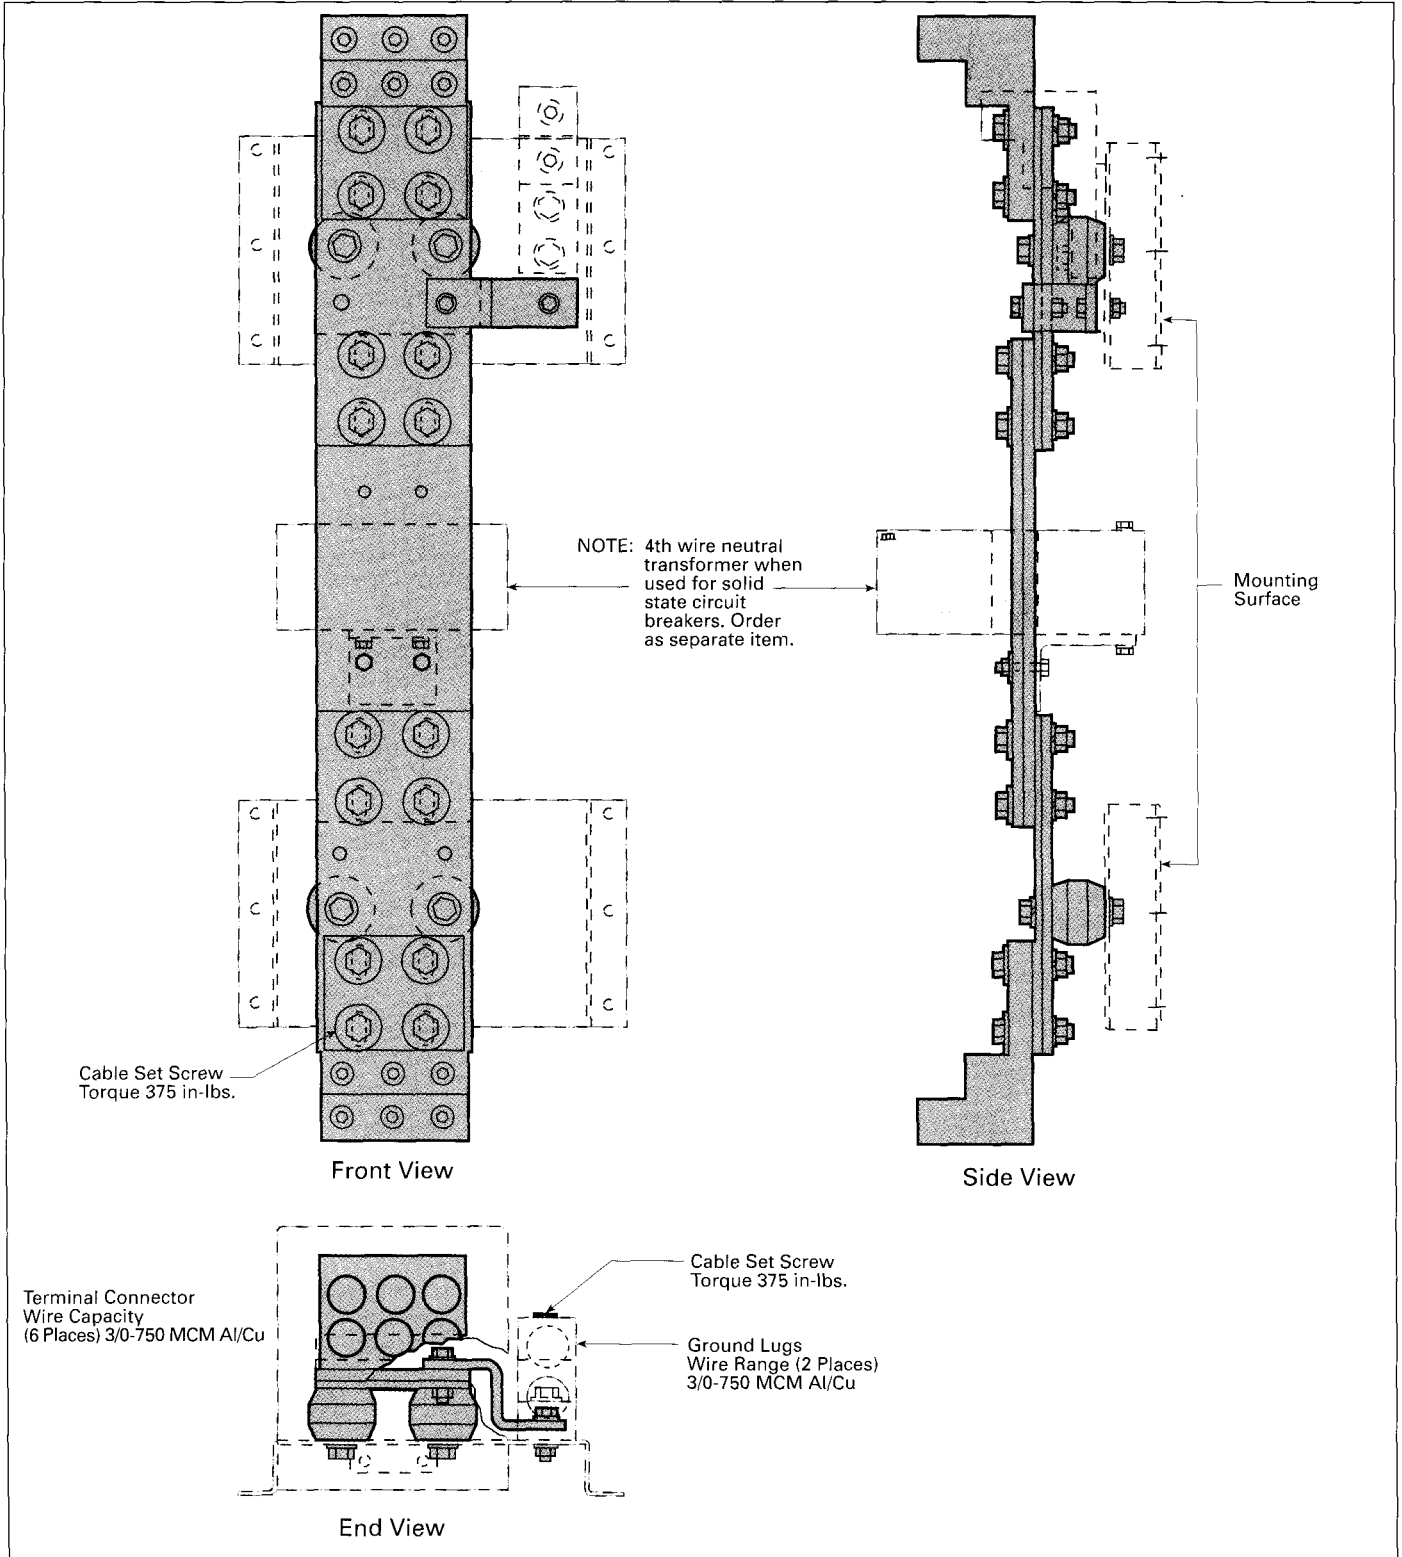 NOTE: 4th wire neutral
transformer when
used for solid
state circuit
breakers. Order
as separate item.
Mounting
Surface
Cable Set Screw
Torque 375 in-lbs.
Front View
Side View
Terminal Connector
Wire Capacity
(6 Places) 3/0-750 MCM Al/Cu
Cable Set Screw
Torque 375 in-lbs.
Ground Lugs
Wire Range (2 Places)
3/0-750 MCM Al/Cu
End View